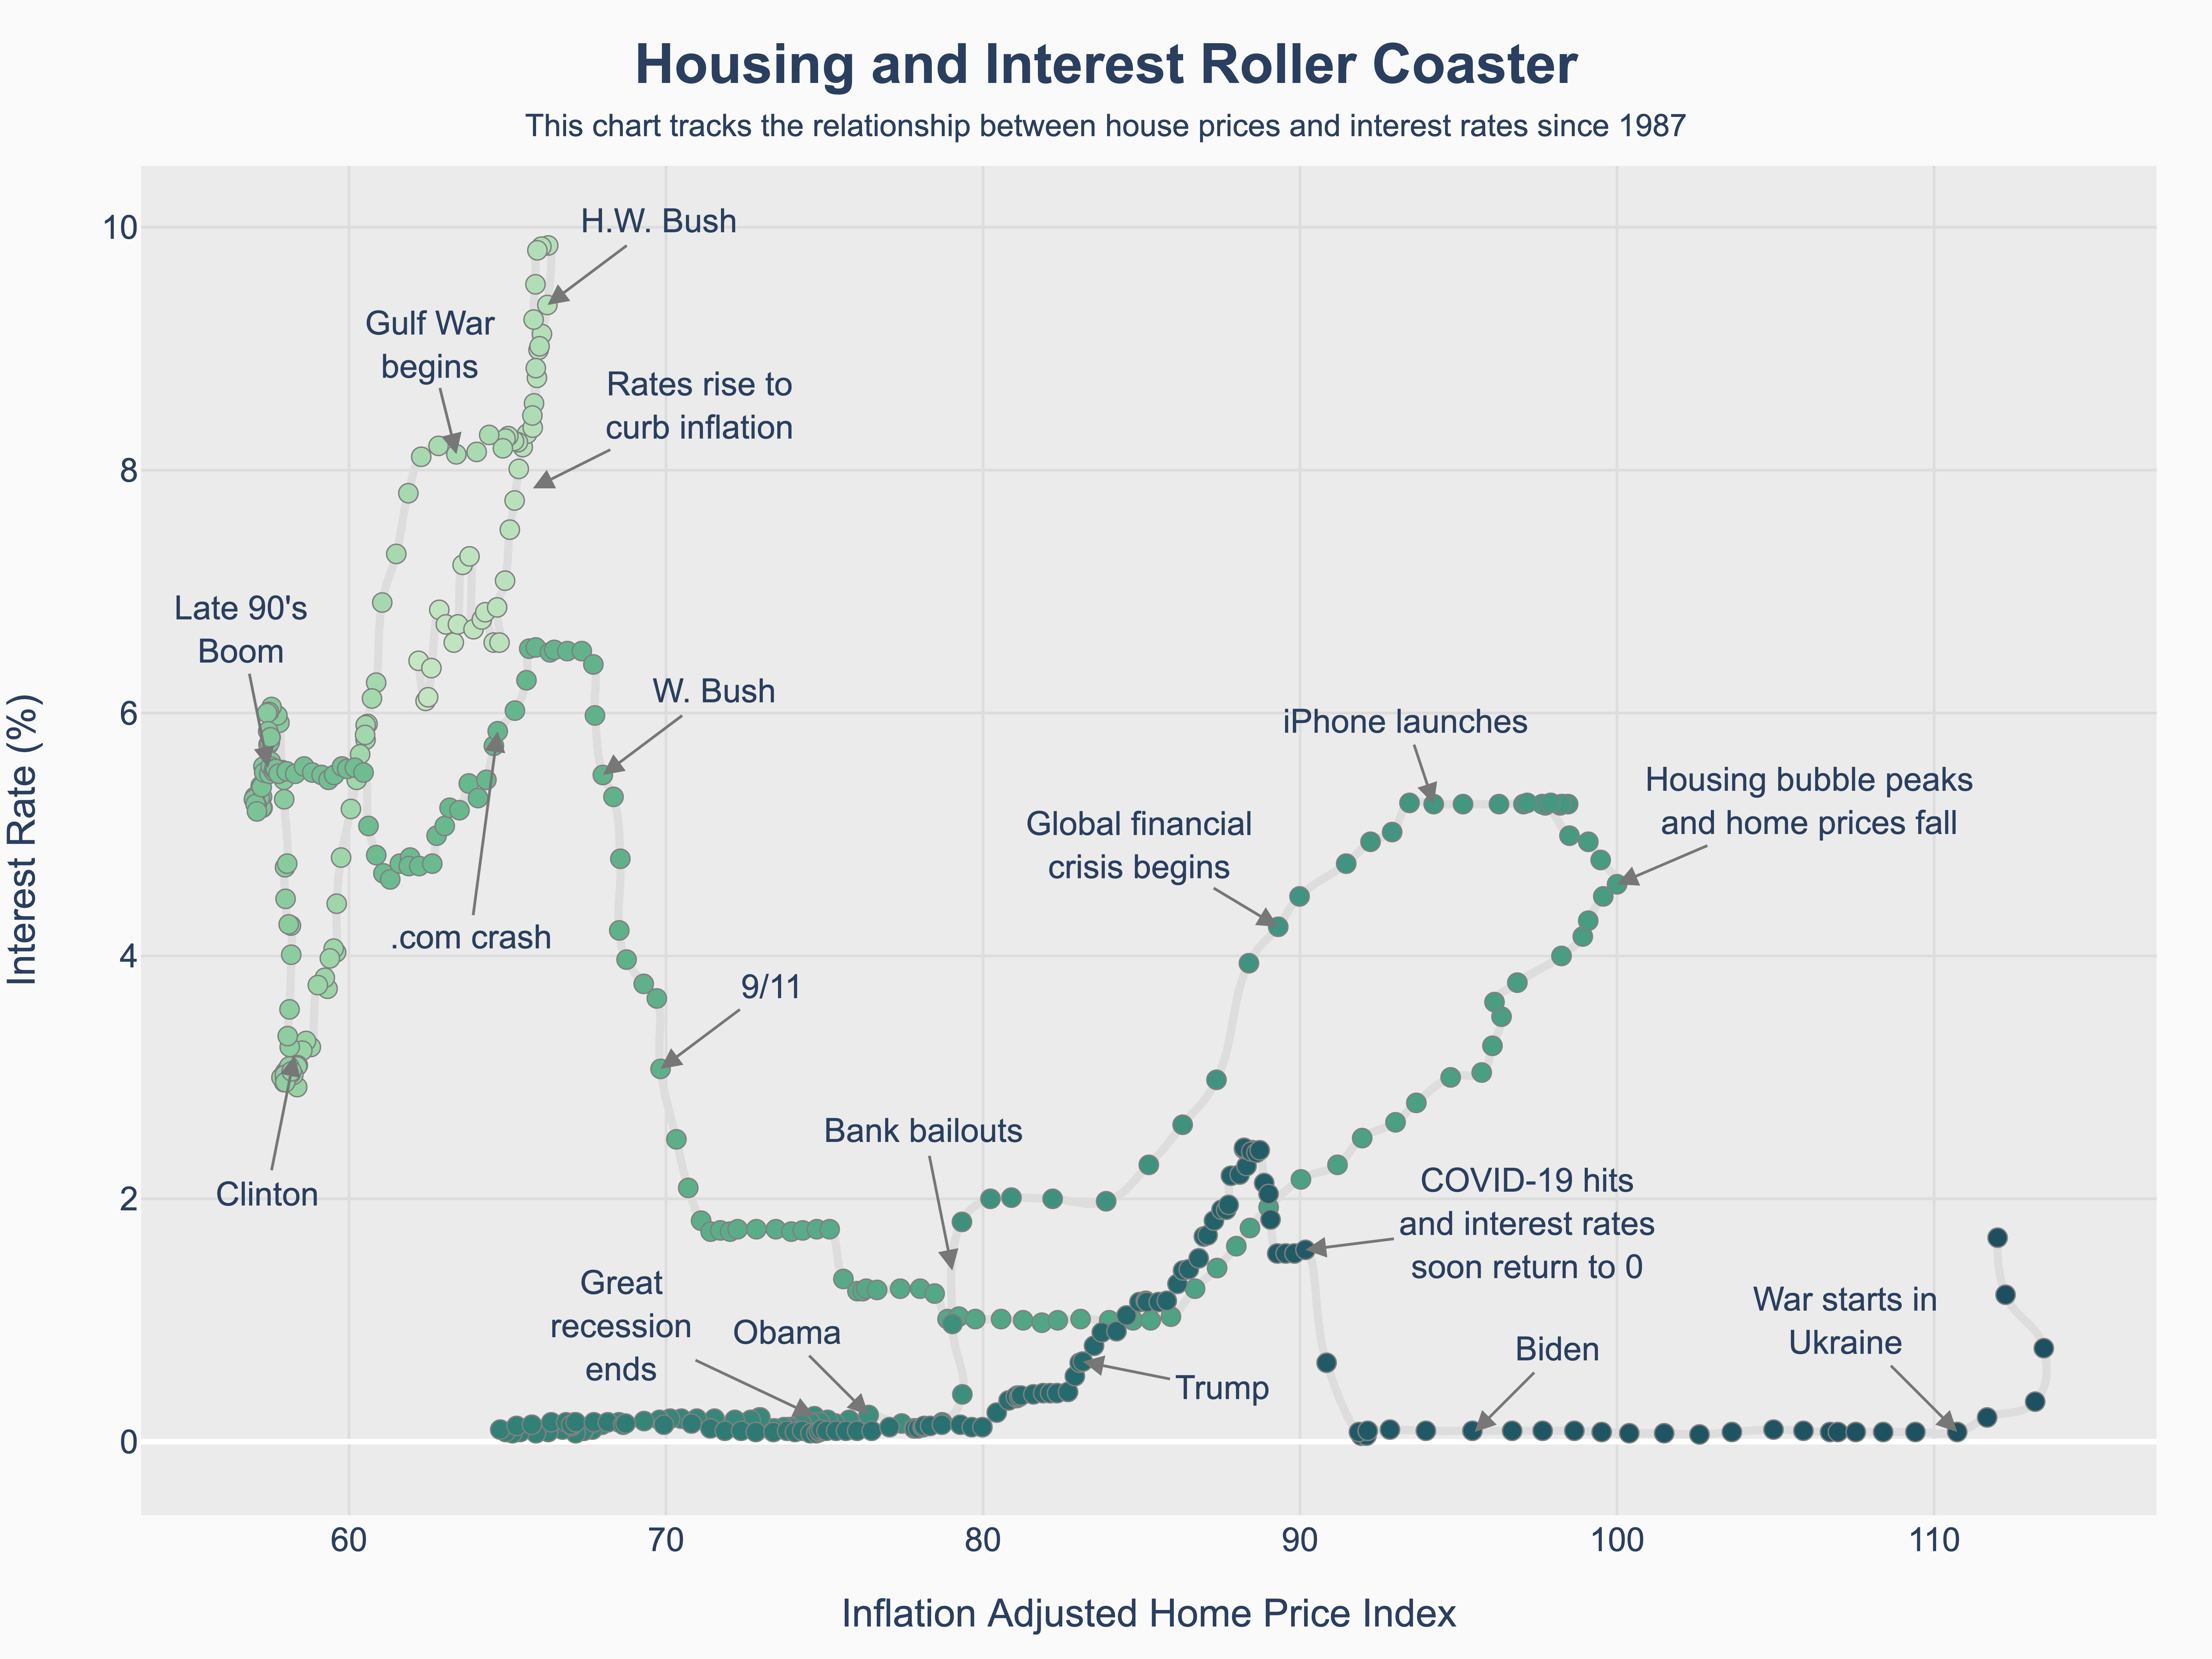 Housing and Interest Roller Coaster
This chart tracks the relationship between house prices and interest rates since 1987
Interest Rate (%)
10
8
6
4
2
0
H.W. Bush
Gulf War
begins
Rates rise to
curb inflation
Late 90's
Boom
W. Bush
iPhone launches
Housing bubble peaks
and home prices fall
Global financial
crisis begins
.com crash
9/11
Bank bailouts
Clinton
COVID-19 hits
and interest rates
soon return to 0
Great
recession
ends
Obama
Trump
Biden
War starts in
Ukraine
60
70
80
90
100
110
Inflation Adjusted Home Price Index